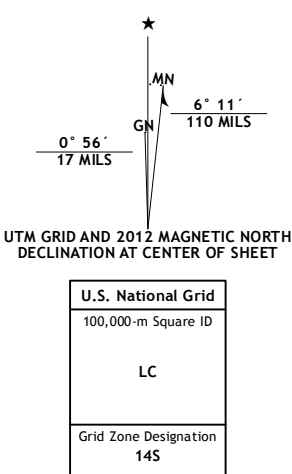 ★
MN
6° 11´
110 MILS
GN
0° 56´
17 MILS
UTM GRID AND 2012 MAGNETIC NORTH
DECLINATION AT CENTER OF SHEET
U.S. National Grid
100,000-m Square ID
LC
Grid Zone Designation
14S